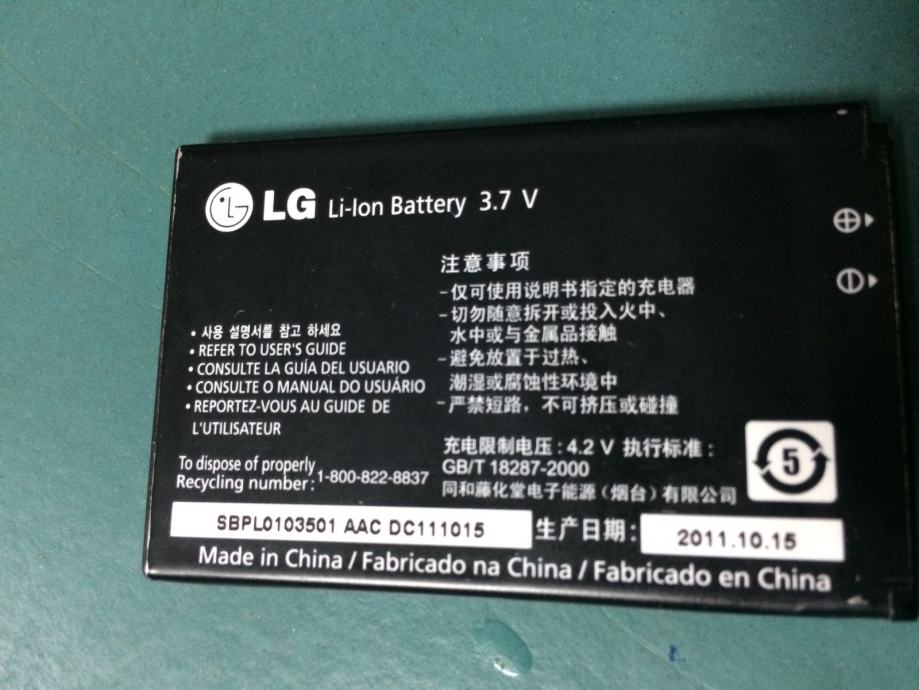 LG Li-Ion Battery 3.7 V
注意事项
-仅可使用说明书指定的充电器
-切勿随意拆开或投入火中、
水中或与金属品接触
-避免放置于过热、
潮湿或腐蚀性环境中
-严禁短路，不可挤压或碰撞
• 사용 설명서를 참고 하세요
• REFER TO USER'S GUIDE
• CONSULTE LA GUÍA DEL USUARIO
• CONSULTE O MANUAL DO USUÁRIO
• REPORTEZ-VOUS AU GUIDE DE
L'UTILISATEUR
充电限制电压：4.2 V 执行标准：
GB/T 18287-2000
同和藤化堂电子能源（烟台）有限公司
5
To dispose of properly
Recycling number: 1-800-822-8837
SBPL0103501 AAC DC111015
生产日期: 2011.10.15
Made in China / Fabricado na China / Fabricado en China